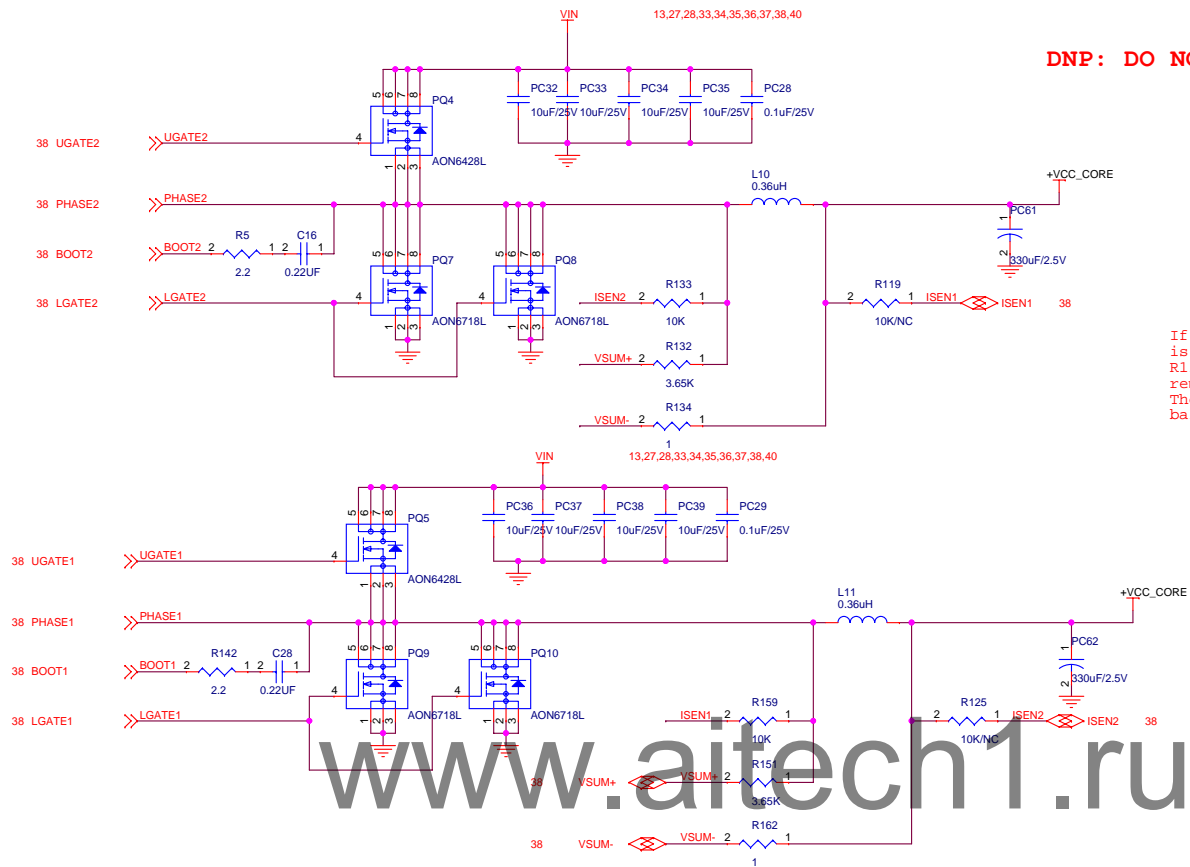 VIN 13,27,28,33,34,35,36,37,38,40
DNP: DO NO
5 6 7 8 PQ4
PC32 PC33 PC34 PC35 PC28
10uF/25V 10uF/25V 10uF/25V 10uF/25V 0.1uF/25V
38 UGATE2 UGATE2 4
1 2 3 AON6428L
L10
0.36uH
+VCC_CORE
38 PHASE2 PHASE2
PC61
1
2
330uF/2.5V
38 BOOT2 BOOT2 2 R5 1 2 C16 1
2.2 0.22UF
5 6 7 8 PQ7 5 6 7 8 PQ8
38 LGATE2 LGATE2 4 4
1 2 3 AON6718L 1 2 3 AON6718L
ISEN2 2 R133 1
10K
2 R119 1 ISEN1 ISEN1 38
10K/NC
VSUM+ 2 R132 1
3.65K
VSUM- 2 R134 1
1
If
is
R1
re
Th
ba
VIN 13,27,28,33,34,35,36,37,38,40
5 6 7 8 PQ5
PC36 PC37 PC38 PC39 PC29
10uF/25V 10uF/25V 10uF/25V 10uF/25V 0.1uF/25V
38 UGATE1 UGATE1 4
1 2 3 AON6428L
L11
0.36uH
+VCC_CORE
38 PHASE1 PHASE1
PC62
1
2
330uF/2.5V
38 BOOT1 BOOT1 2 R142 1 2 C28 1
2.2 0.22UF
5 6 7 8 PQ9 5 6 7 8 PQ10
38 LGATE1 LGATE1 4 4
1 2 3 AON6718L 1 2 3 AON6718L
ISEN1 2 R159 1
10K
2 R125 1 ISEN2 ISEN2 38
10K/NC
38 VSUM+ VSUM+ 2 R151 1
3.65K
38 VSUM- VSUM- 2 R162 1
1
www.aitech1.ru